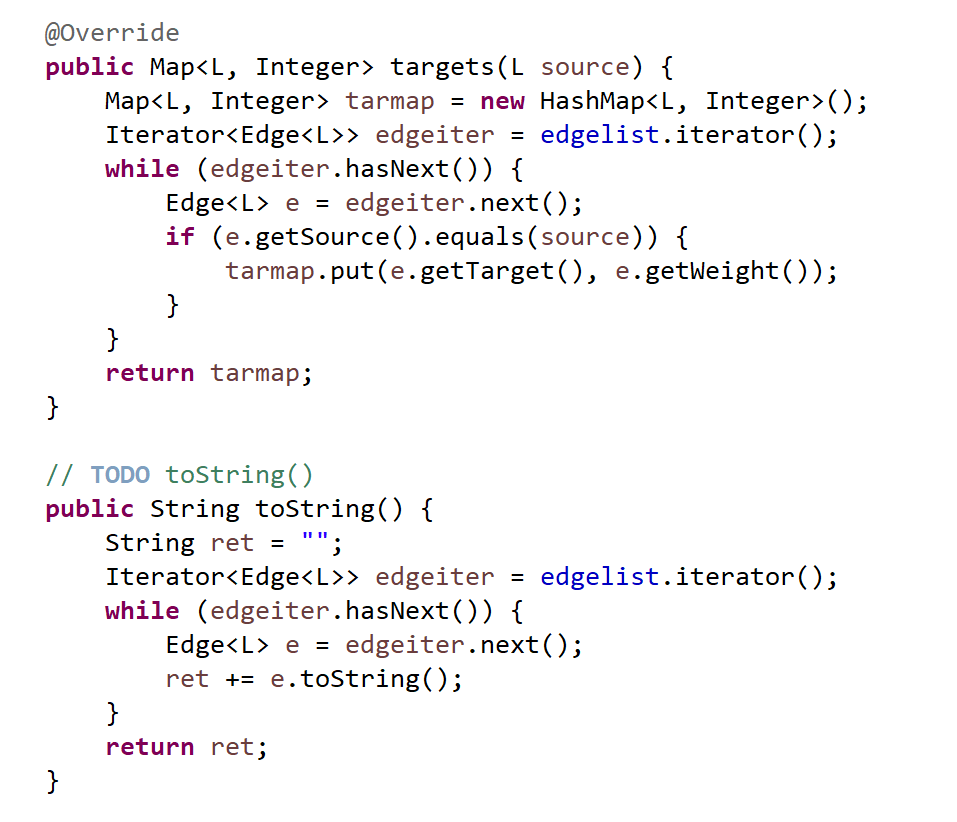 @Override
public Map<L, Integer> targets(L source) {
    Map<L, Integer> tarmap = new HashMap<L, Integer>();
    Iterator<Edge<L>> edgeiter = edgelist.iterator();
    while (edgeiter.hasNext()) {
        Edge<L> e = edgeiter.next();
        if (e.getSource().equals(source)) {
            tarmap.put(e.getTarget(), e.getWeight());
        }
    }
    return tarmap;
}

// TODO toString()
public String toString() {
    String ret = "";
    Iterator<Edge<L>> edgeiter = edgelist.iterator();
    while (edgeiter.hasNext()) {
        Edge<L> e = edgeiter.next();
        ret += e.toString();
    }
    return ret;
}